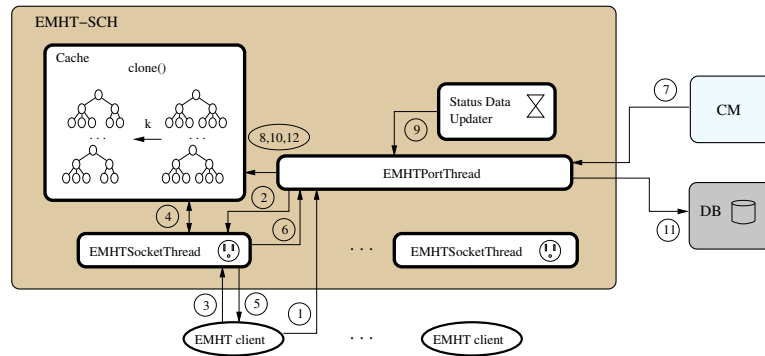 EMHT-SCH
Cache
clone()
k
. . .
. . .
8,10,12
Status Data
Updater
9
7
CM
EMHTPortThread
2
4
6
11
DB
EMHTSocketThread
. . .
EMHTSocketThread
3
5
1
EMHT client
. . .
EMHT client